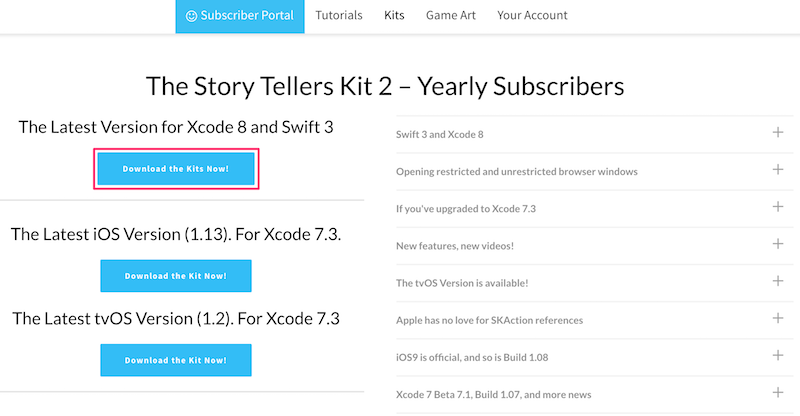 Subscriber Portal
Tutorials
Kits
Game Art
Your Account
The Story Tellers Kit 2 – Yearly Subscribers
The Latest Version for Xcode 8 and Swift 3
Download the Kits Now!
The Latest iOS Version (1.13). For Xcode 7.3.
Download the Kit Now!
The Latest tvOS Version (1.2). For Xcode 7.3
Download the Kit Now!
Swift 3 and Xcode 8
Opening restricted and unrestricted browser windows
If you've upgraded to Xcode 7.3
New features, new videos!
The tvOS Version is available!
Apple has no love for SKAction references
iOS9 is official, and so is Build 1.08
Xcode 7 Beta 7.1, Build 1.07, and more news